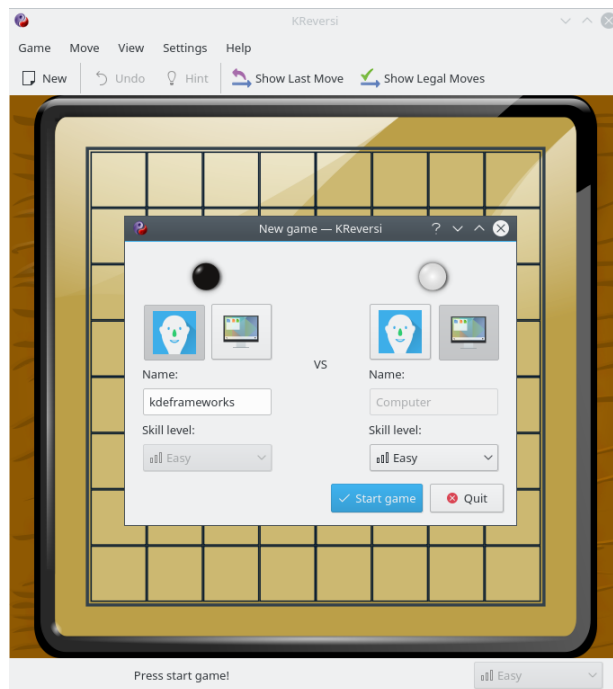 KReversi
Game Move View Settings Help
New Undo Hint Show Last Move Show Legal Moves
New game — KReversi ?
VS
Name: Name:
kdeframeworks Computer
Skill level: Skill level:
Easy Easy
Start game Quit
Press start game! Easy